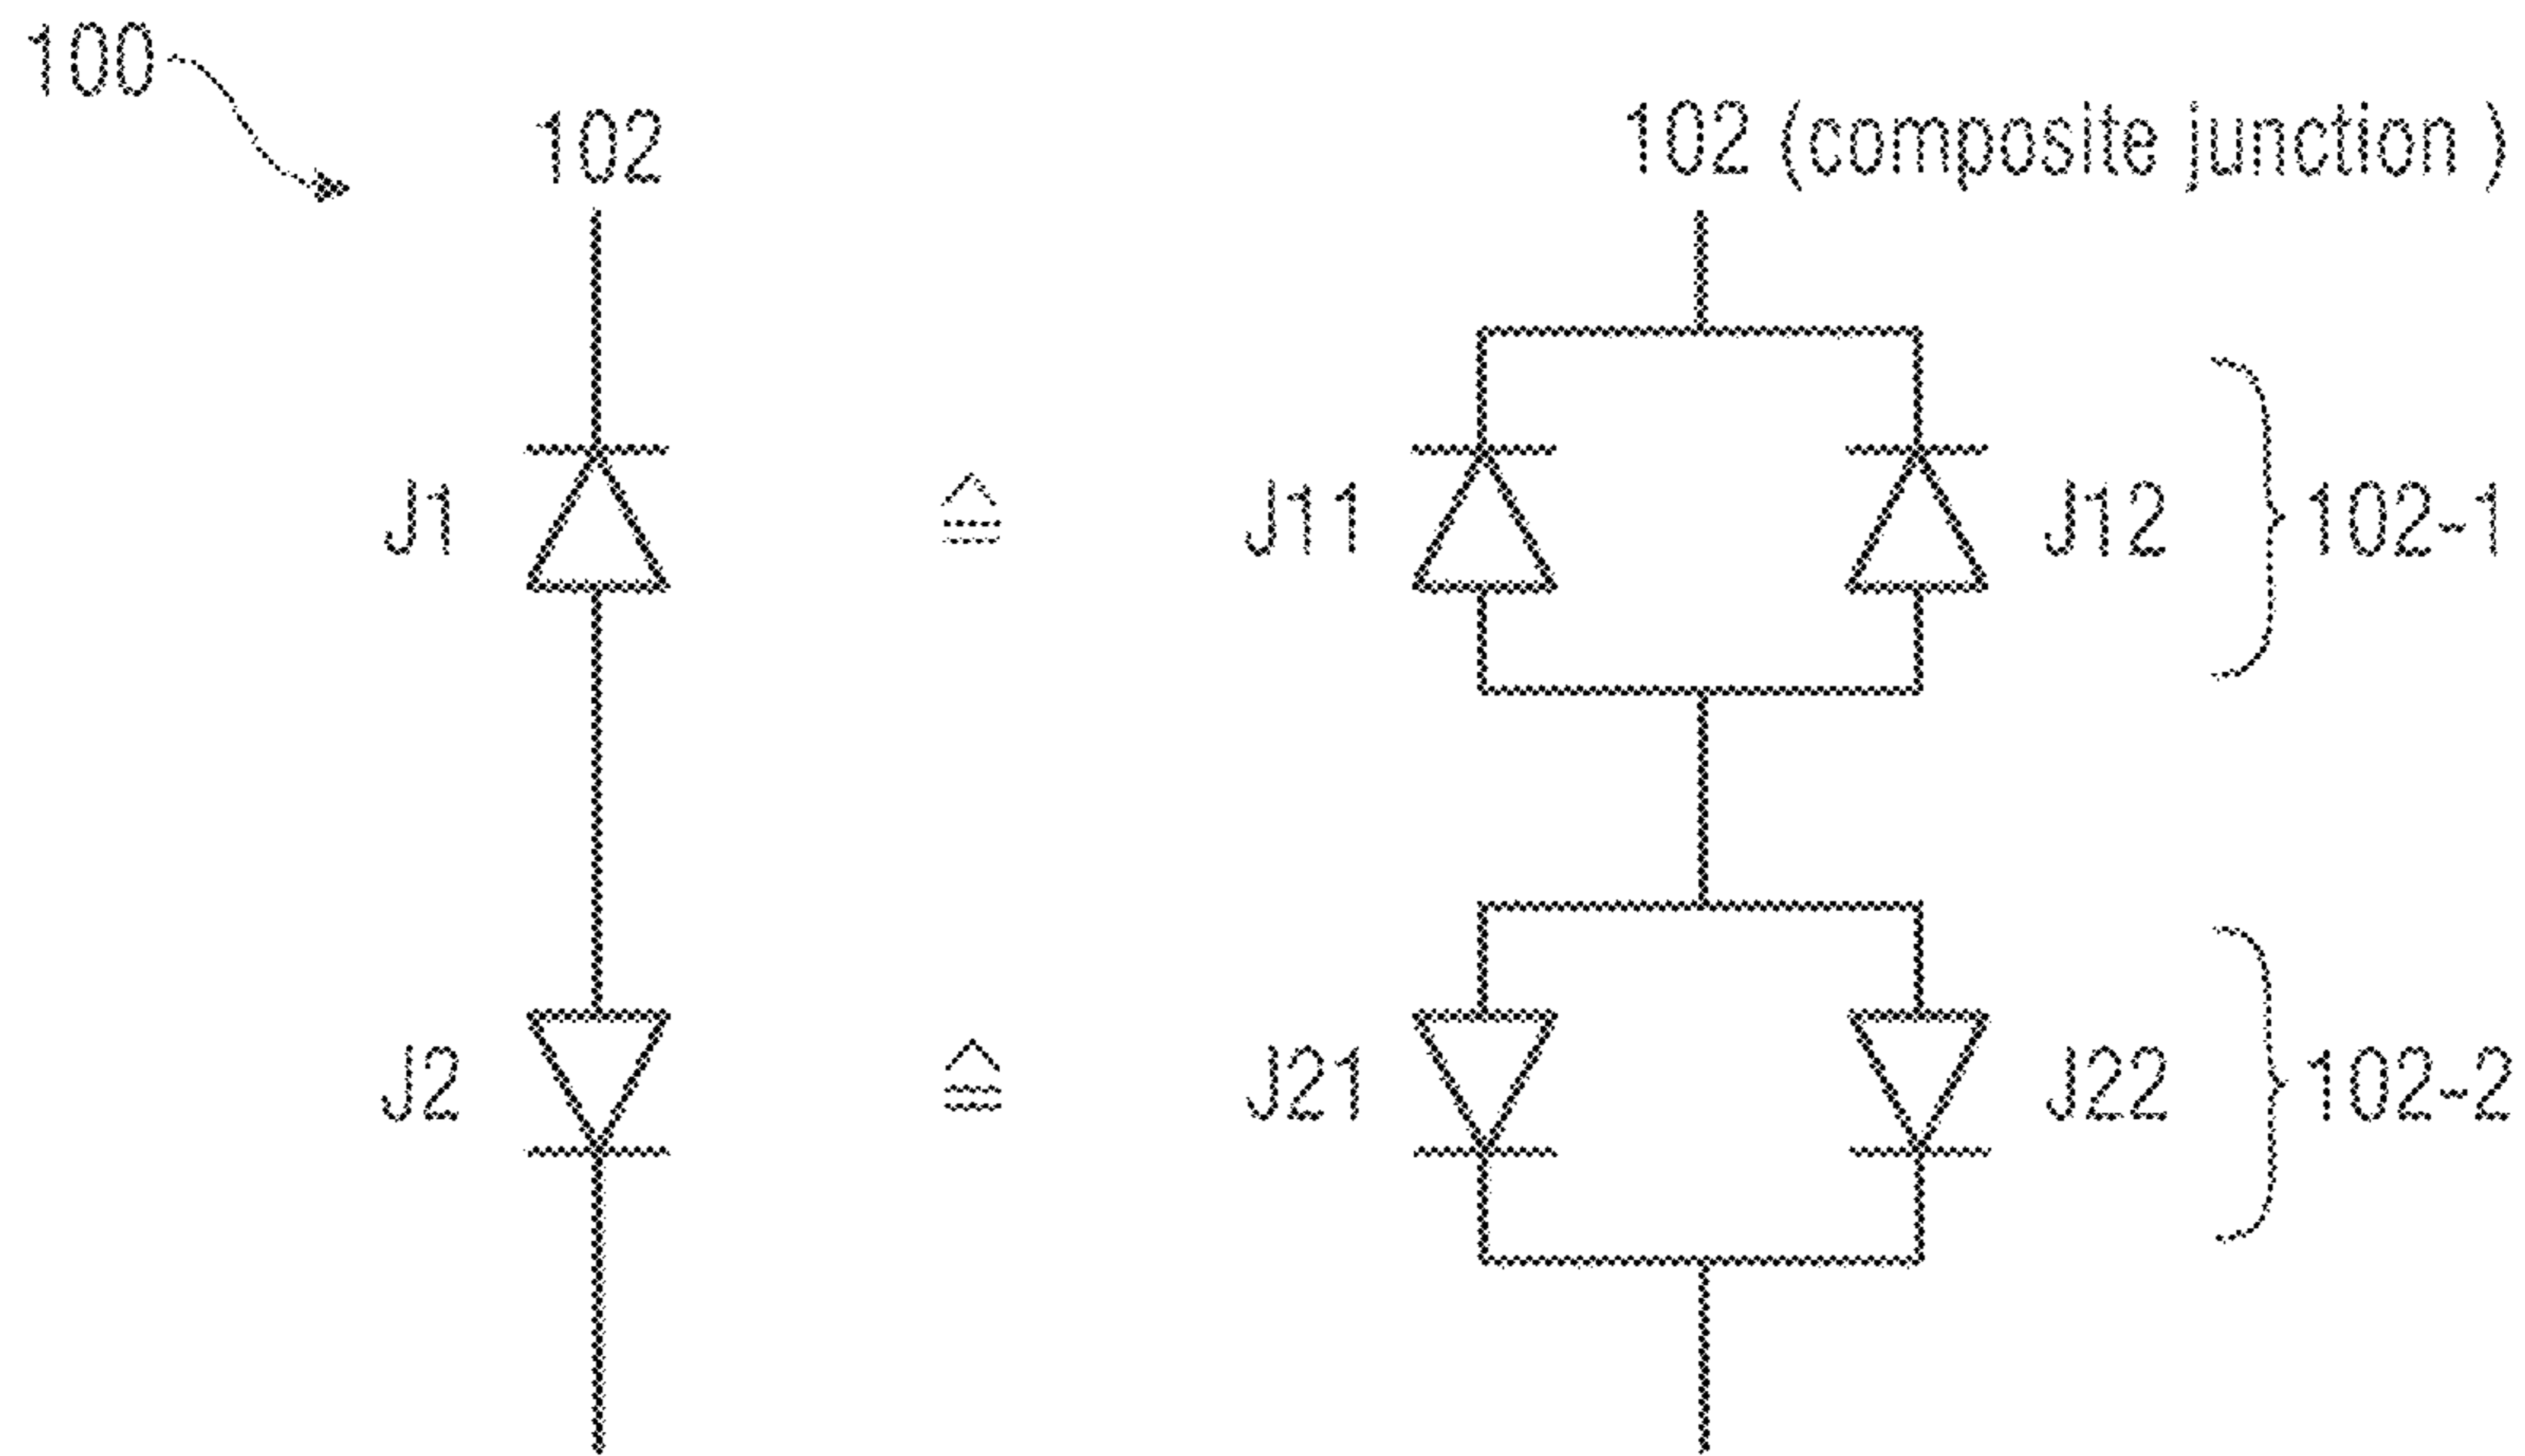 100
102
102 (composite junction )
J1
≙
J11
J12
102-1
J2
≙
J21
J22
102-2